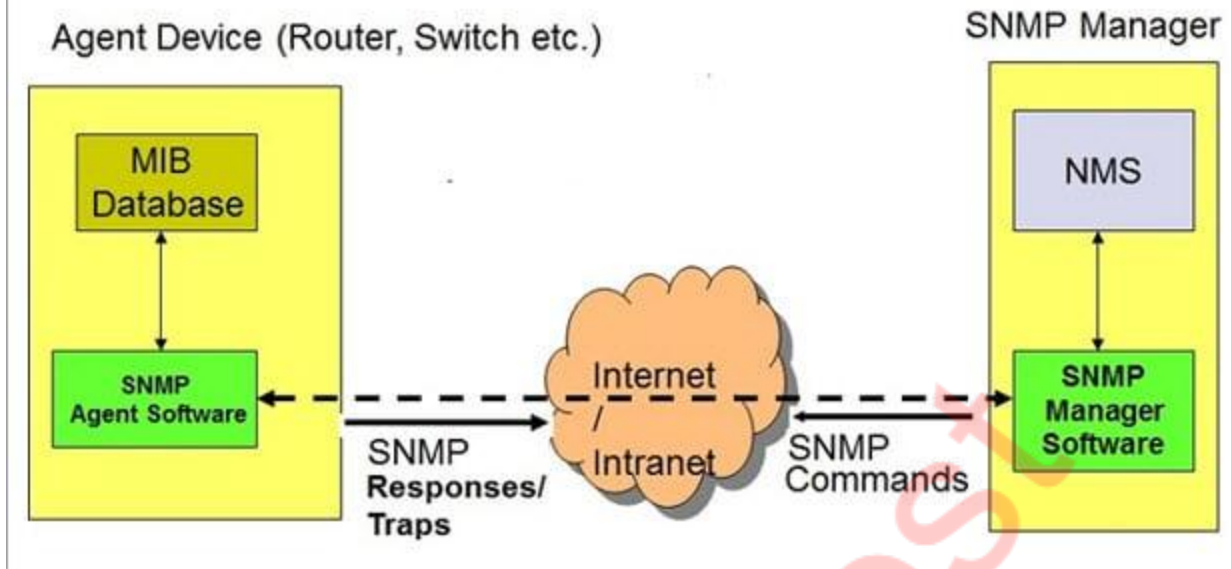 Agent Device (Router, Switch etc.)
SNMP Manager
MIB
Database
NMS
SNMP
Agent Software
Internet
/
Intranet
SNMP
Manager
Software
SNMP
Responses/
Traps
SNMP
Commands